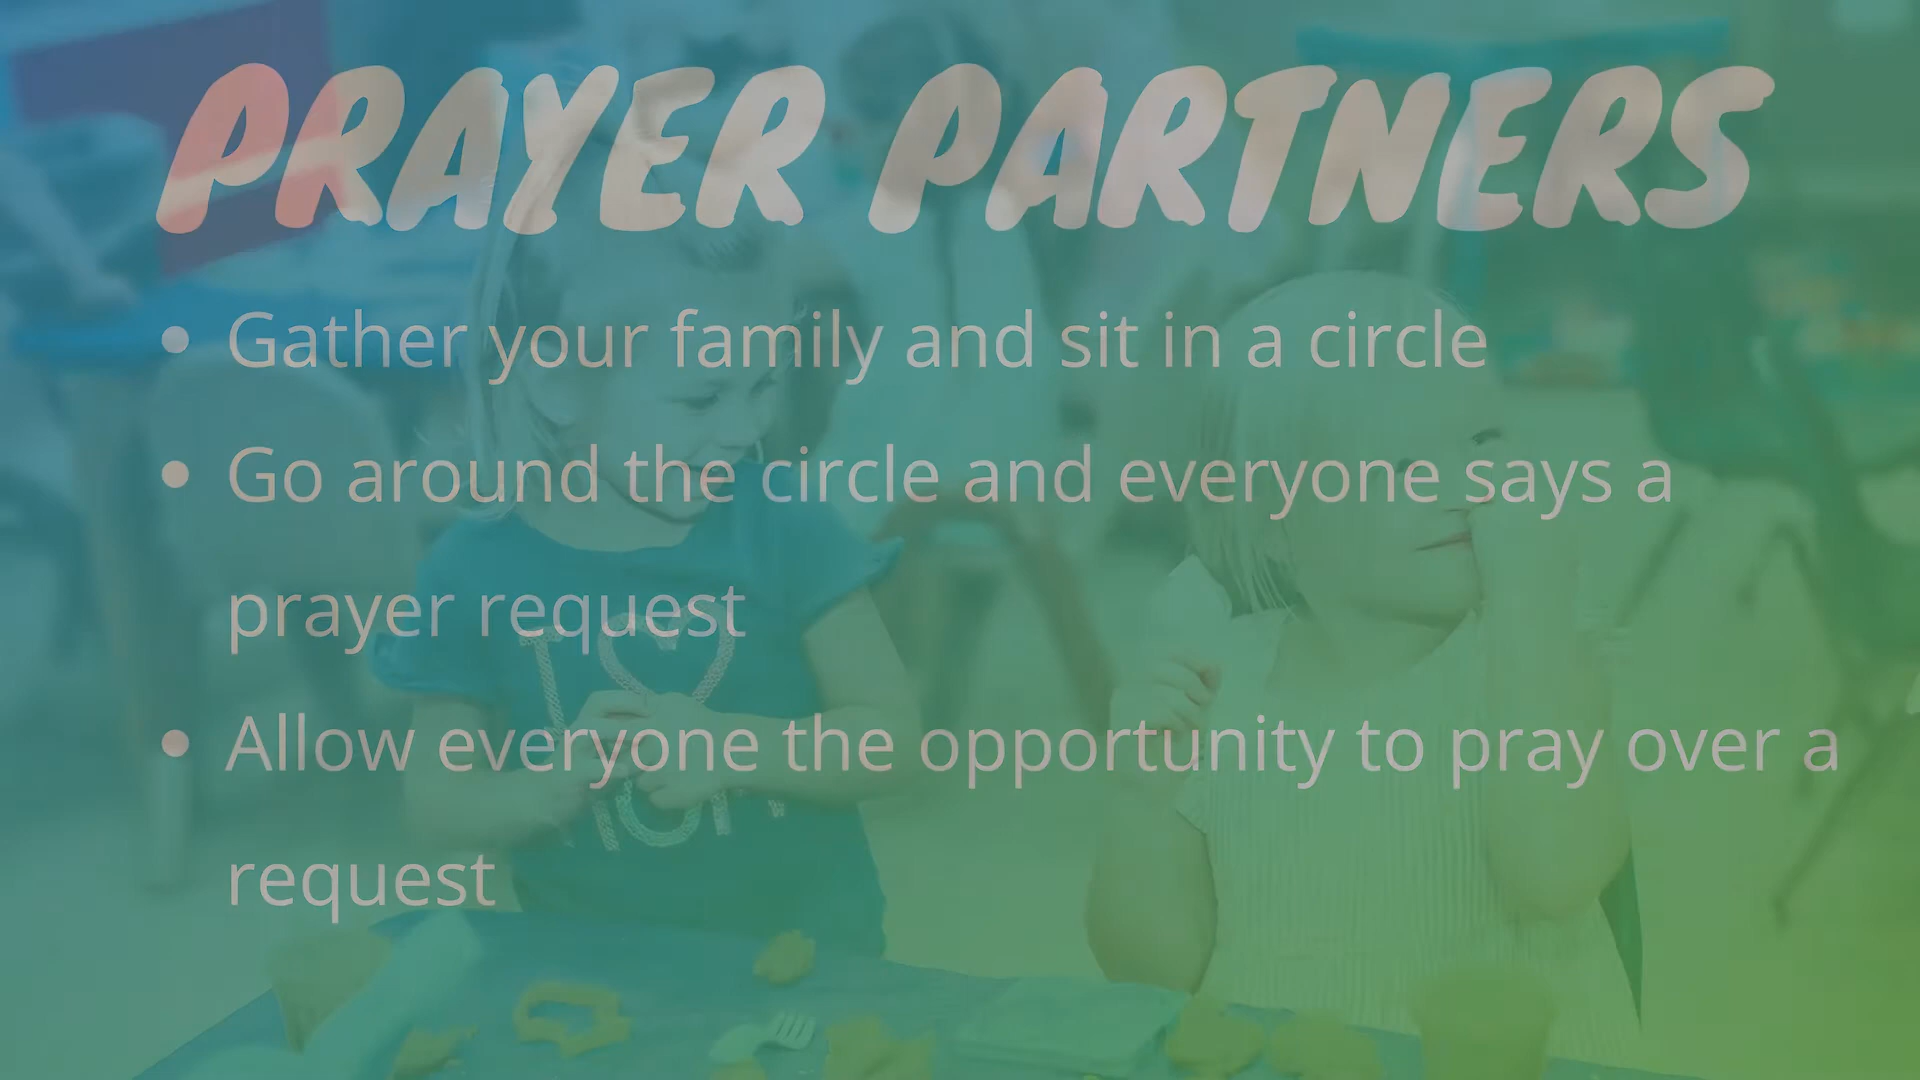 PRAYER PARTNERS
• Gather your family and sit in a circle
• Go around the circle and everyone says a
prayer request
• Allow everyone the opportunity to pray over a
request
I